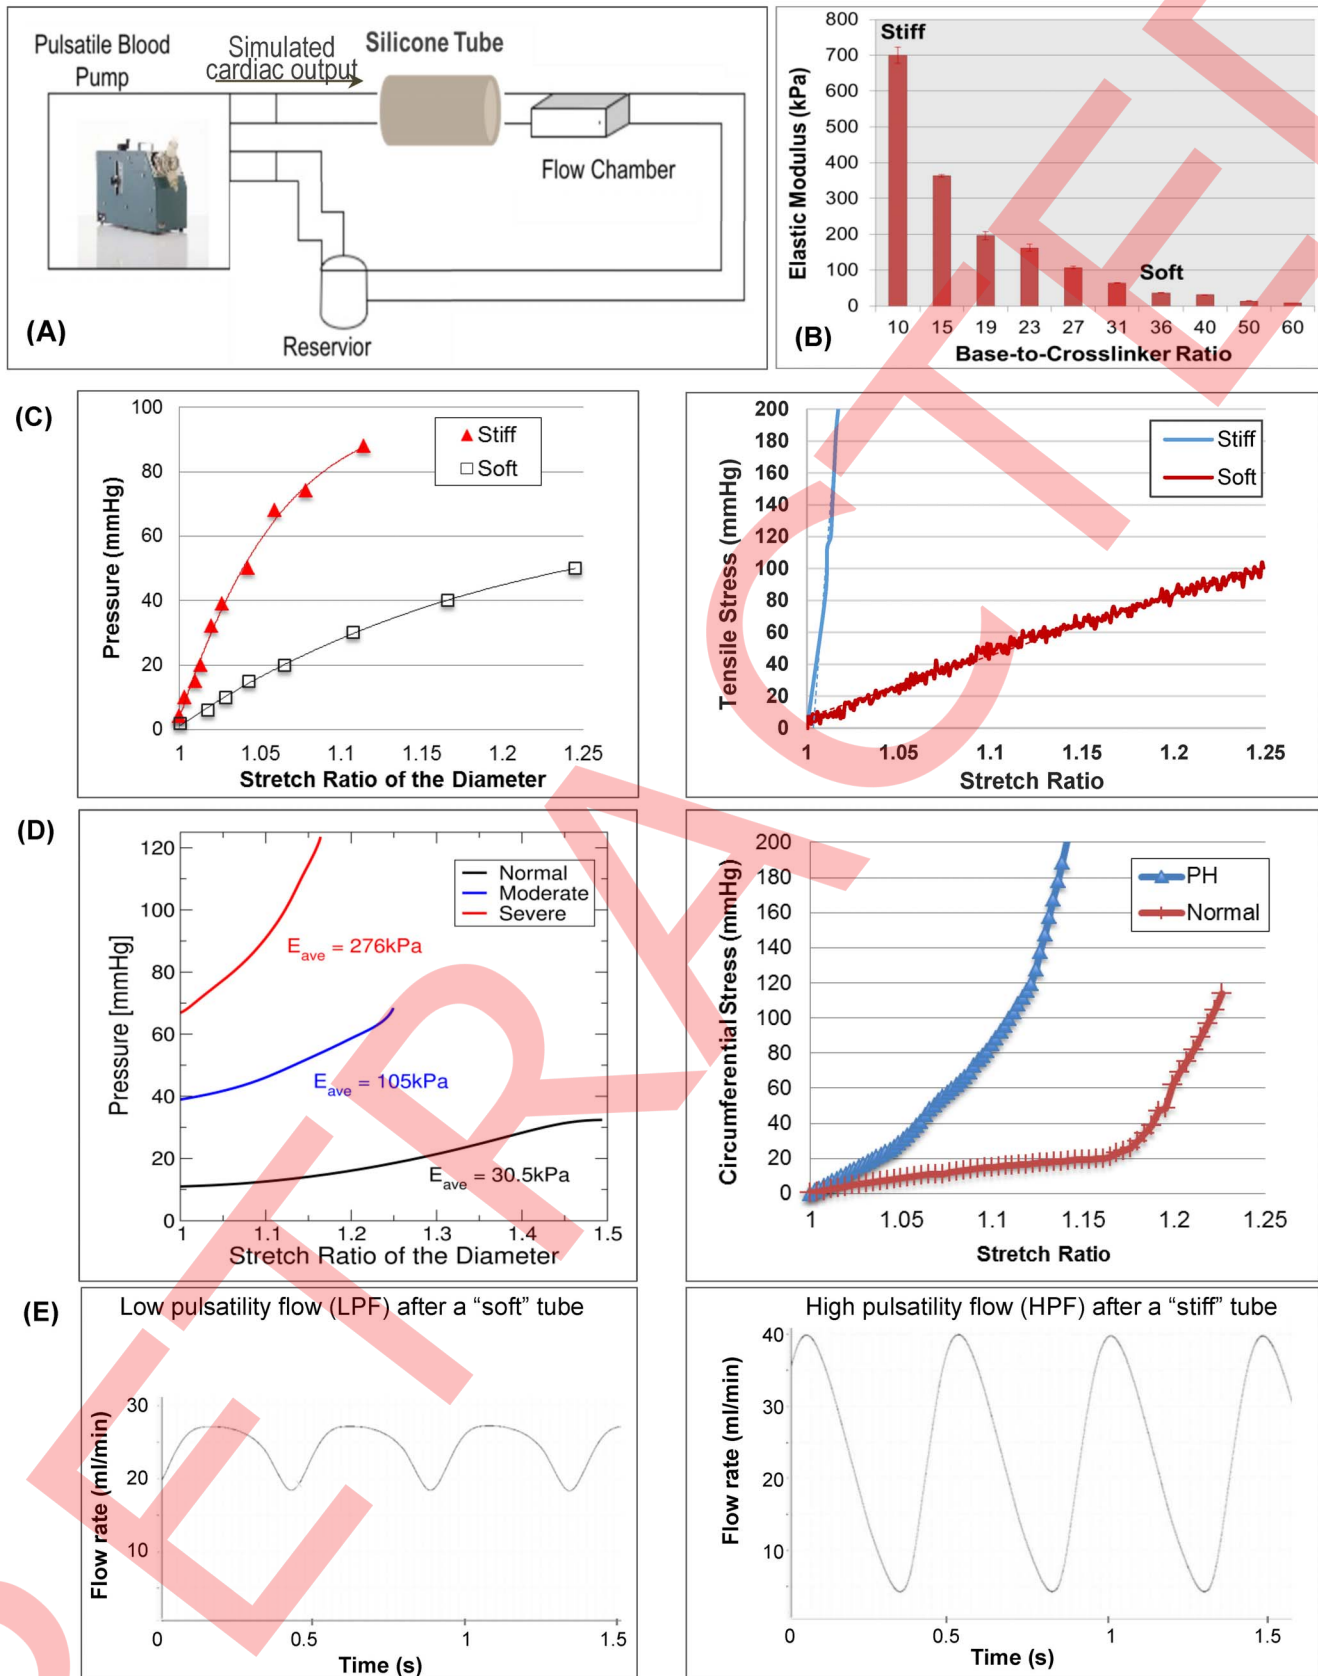 Pulsatile Blood
Pump
Simulated
cardiac output
Silicone Tube
Flow Chamber
Reservior
(A)
Elastic Modulus (kPa)
800
700
600
500
400
300
200
100
0
Stiff
Soft
10 15 19 23 27 31 36 40 50 60
Base-to-Crosslinker Ratio
(B)
(C)
Pressure (mmHg)
100
80
60
40
20
0
Stiff
Soft
1 1.05 1.1 1.15 1.2 1.25
Stretch Ratio of the Diameter
Tensile Stress (mmHg)
200
180
160
140
120
100
80
60
40
20
0
Stiff
Soft
1 1.05 1.1 1.15 1.2 1.25
Stretch Ratio
(D)
Pressure [mmHg]
120
100
80
60
40
20
0
Normal
Moderate
Severe
Eave = 276kPa
Eave = 105kPa
Eave = 30.5kPa
1 1.1 1.2 1.3 1.4 1.5
Stretch Ratio of the Diameter
Circumferential Stress (mmHg)
200
180
160
140
120
100
80
60
40
20
0
PH
Normal
1 1.05 1.1 1.15 1.2 1.25
Stretch Ratio
(E)
Low pulsatility flow (LPF) after a “soft” tube
Flow rate (ml/min)
30
20
10
0 0.5 1 1.5
Time (s)
High pulsatility flow (HPF) after a “stiff” tube
Flow rate (ml/min)
40
30
20
10
0 0.5 1 1.5
Time (s)